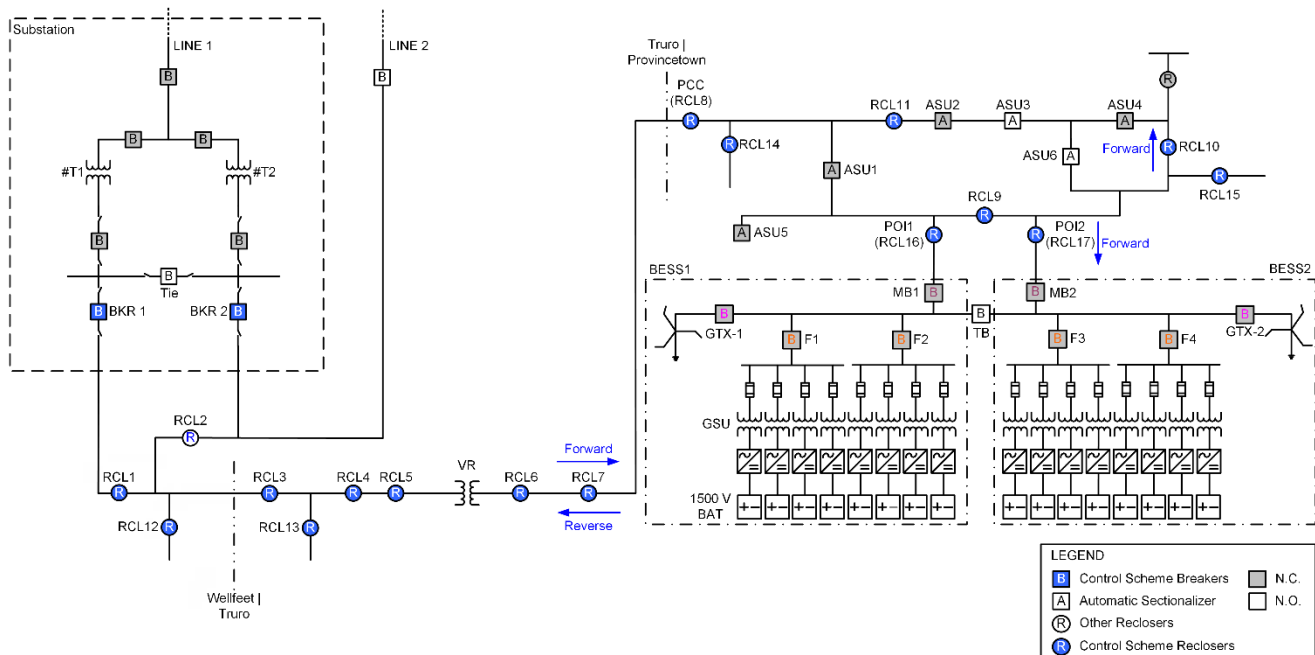 Substation
LINE 1
LINE 2
B
B
B
B
#T1
#T2
B
B
B
Tie
B
BKR 1
BKR 2
B
RCL2
R
RCL1
R
RCL12
R
RCL3
R
RCL13
R
RCL4
R
RCL5
R
VR
RCL6
R
RCL7
R
Forward
Reverse
Wellfeet |
Truro
Truro |
Provincetown
PCC
(RCL8)
R
R
RCL14
RCL11
R
ASU2
A
ASU3
A
ASU4
A
R
ASU6
A
Forward
R
RCL10
R
RCL15
A
ASU1
A
ASU5
RCL9
R
POI1
(RCL16)
R
R
POI2
(RCL17)
Forward
BESS1
BESS2
MB1
B
B
MB2
B
GTX-1
B
TB
B
GTX-2
B
F1
B
F2
B
F3
B
F4
GSU
1500 V
BAT
LEGEND
B
Control Scheme Breakers
N.C.
A
Automatic Sectionalizer
N.O.
R
Other Reclosers
R
Control Scheme Reclosers